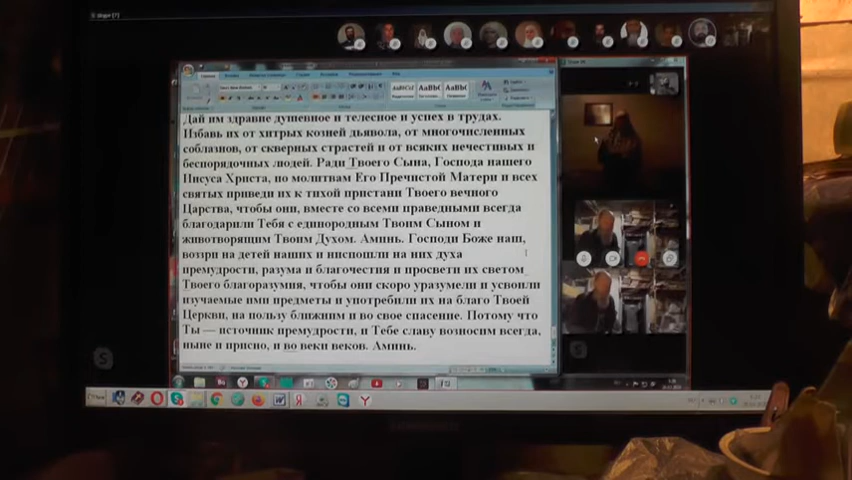 Дай им здравие душевное и телесное и успех в трудах.
Избавь их от хитрых козней дьявола, от многочисленных
соблазнов, от скверных страстей и от всяких нечестивых и
беспорядочных людей. Ради Твоего Сына, Господа нашего
Иисуса Христа, по молитвам Его Пречистой Матери и всех
святых приведи их к тихой пристани Твоего вечного
Царства, чтобы они, вместе со всеми праведными всегда
благодарили Тебя с единородным Твоим Сыном и
животворящим Твоим Духом. Аминь. Господи Боже наш,
воззри на детей наших и ниспошли на них духа
премудрости, разума и благочестия и просвети их светом
Твоего благоразумия, чтобы они скоро уразумели и усвоили
изучаемые ими предметы и употребили их на благо Твоей
Церкви, на пользу ближним и во свое спасение. Потому что
Ты — источник премудрости, и Тебе славу возносим всегда,
ныне и присно, и во веки веков. Аминь.